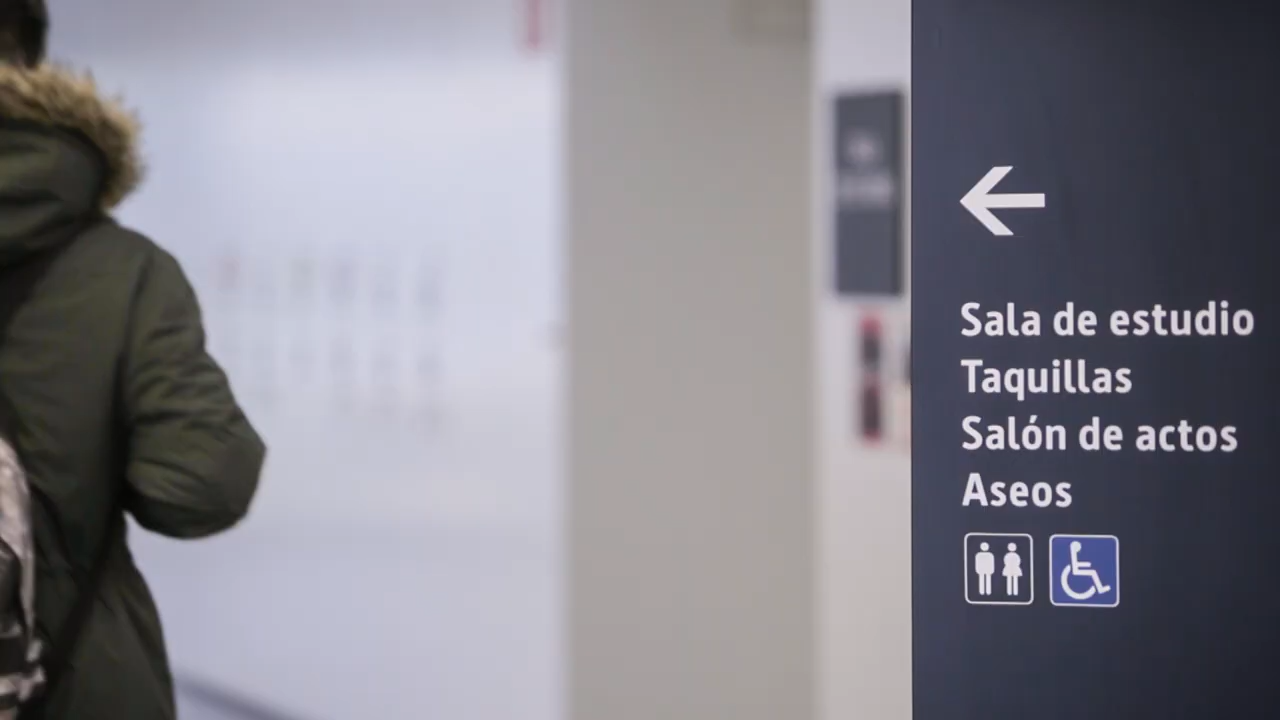 Sala de estudio
Taquillas
Salón de actos
Aseos